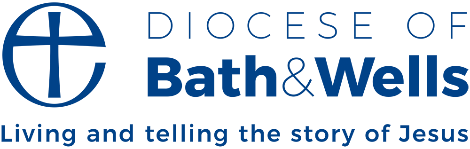 DIOCESE OF
Bath&Wells
Living and telling the story of Jesus